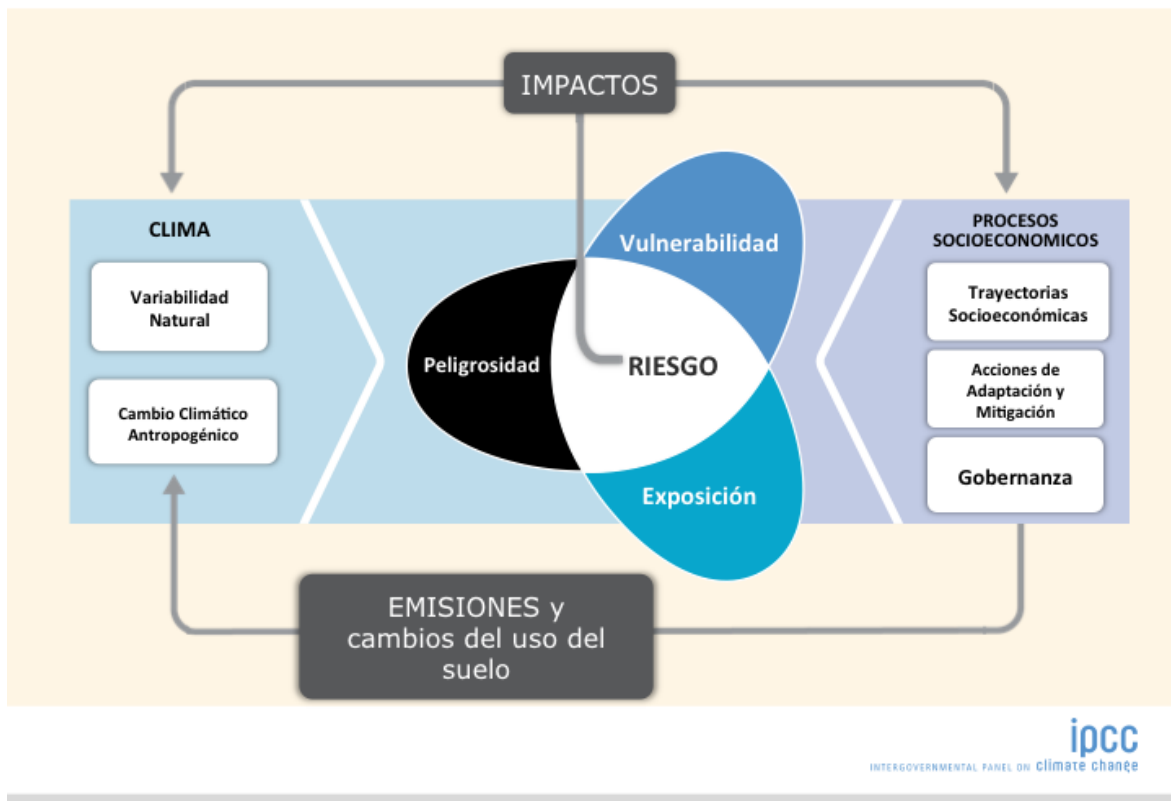 IMPACTOS
CLIMA
Variabilidad
Natural
Cambio Climático
Antropogénico
Vulnerabilidad
Peligrosidad
RIESGO
Exposición
PROCESOS
SOCIOECONOMICOS
Trayectorias
Socioeconómicas
Acciones de
Adaptación y
Mitigación
Gobernanza
EMISIONES y
cambios del uso del
suelo
ipcc
INTERGOVERNMENTAL PANEL ON climate change